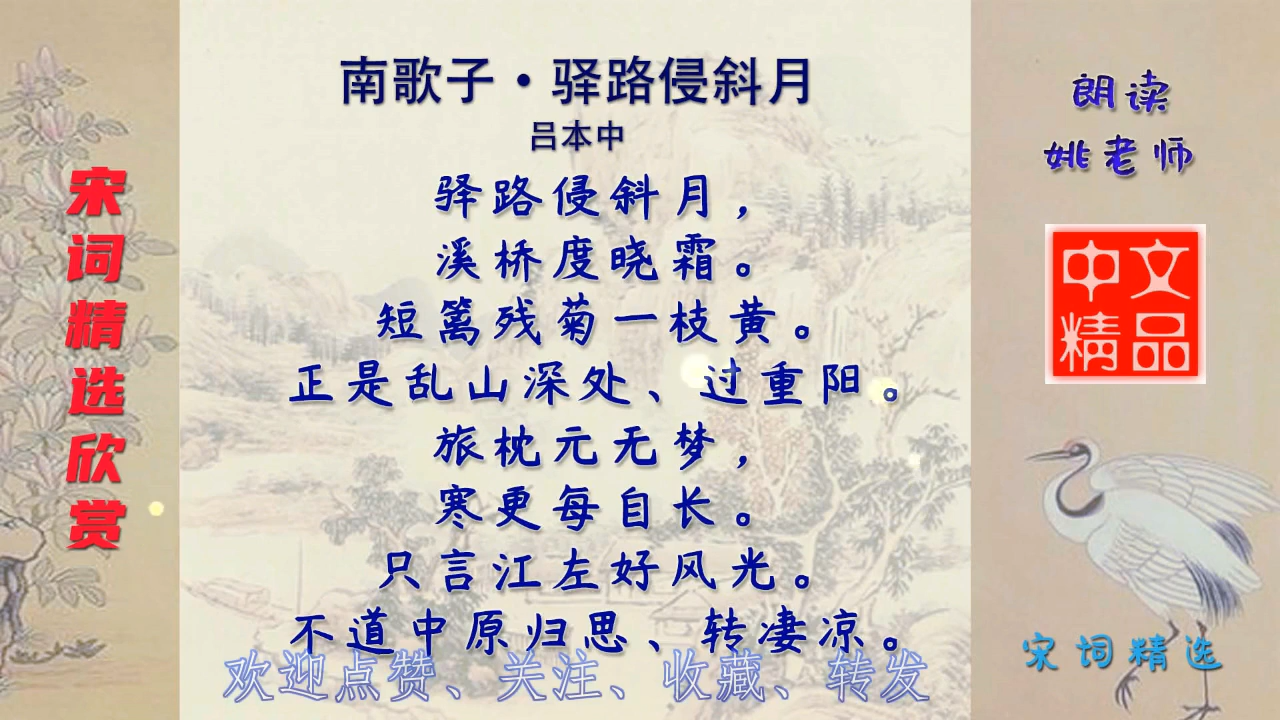 宋词精选欣赏
南歌子·驿路侵斜月
吕本中
驿路侵斜月，
溪桥度晓霜。
短篱残菊一枝黄。
正是乱山深处、过重阳。
旅枕元无梦，
寒更每自长。
只言江左好风光。
不道中原归思、转凄凉。
欢迎点赞、关注、收藏、转发
朗读
姚老师
中文
精品
宋词精选